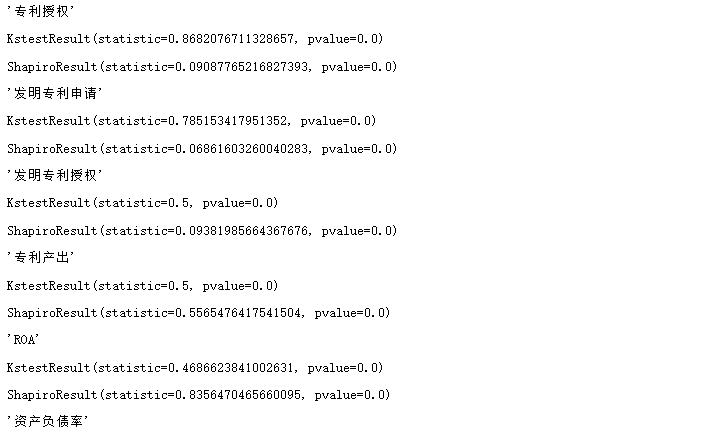 '专利授权'
KstestResult(statistic=0.8682076711328657, pvalue=0.0)
ShapiroResult(statistic=0.09087765216827393, pvalue=0.0)
'发明专利申请'
KstestResult(statistic=0.785153417951352, pvalue=0.0)
ShapiroResult(statistic=0.06861603260040283, pvalue=0.0)
'发明专利授权'
KstestResult(statistic=0.5, pvalue=0.0)
ShapiroResult(statistic=0.09381985664367676, pvalue=0.0)
'专利产出'
KstestResult(statistic=0.5, pvalue=0.0)
ShapiroResult(statistic=0.5565476417541504, pvalue=0.0)
'ROA'
KstestResult(statistic=0.4686623841002631, pvalue=0.0)
ShapiroResult(statistic=0.8356470465660095, pvalue=0.0)
'资产负债率'